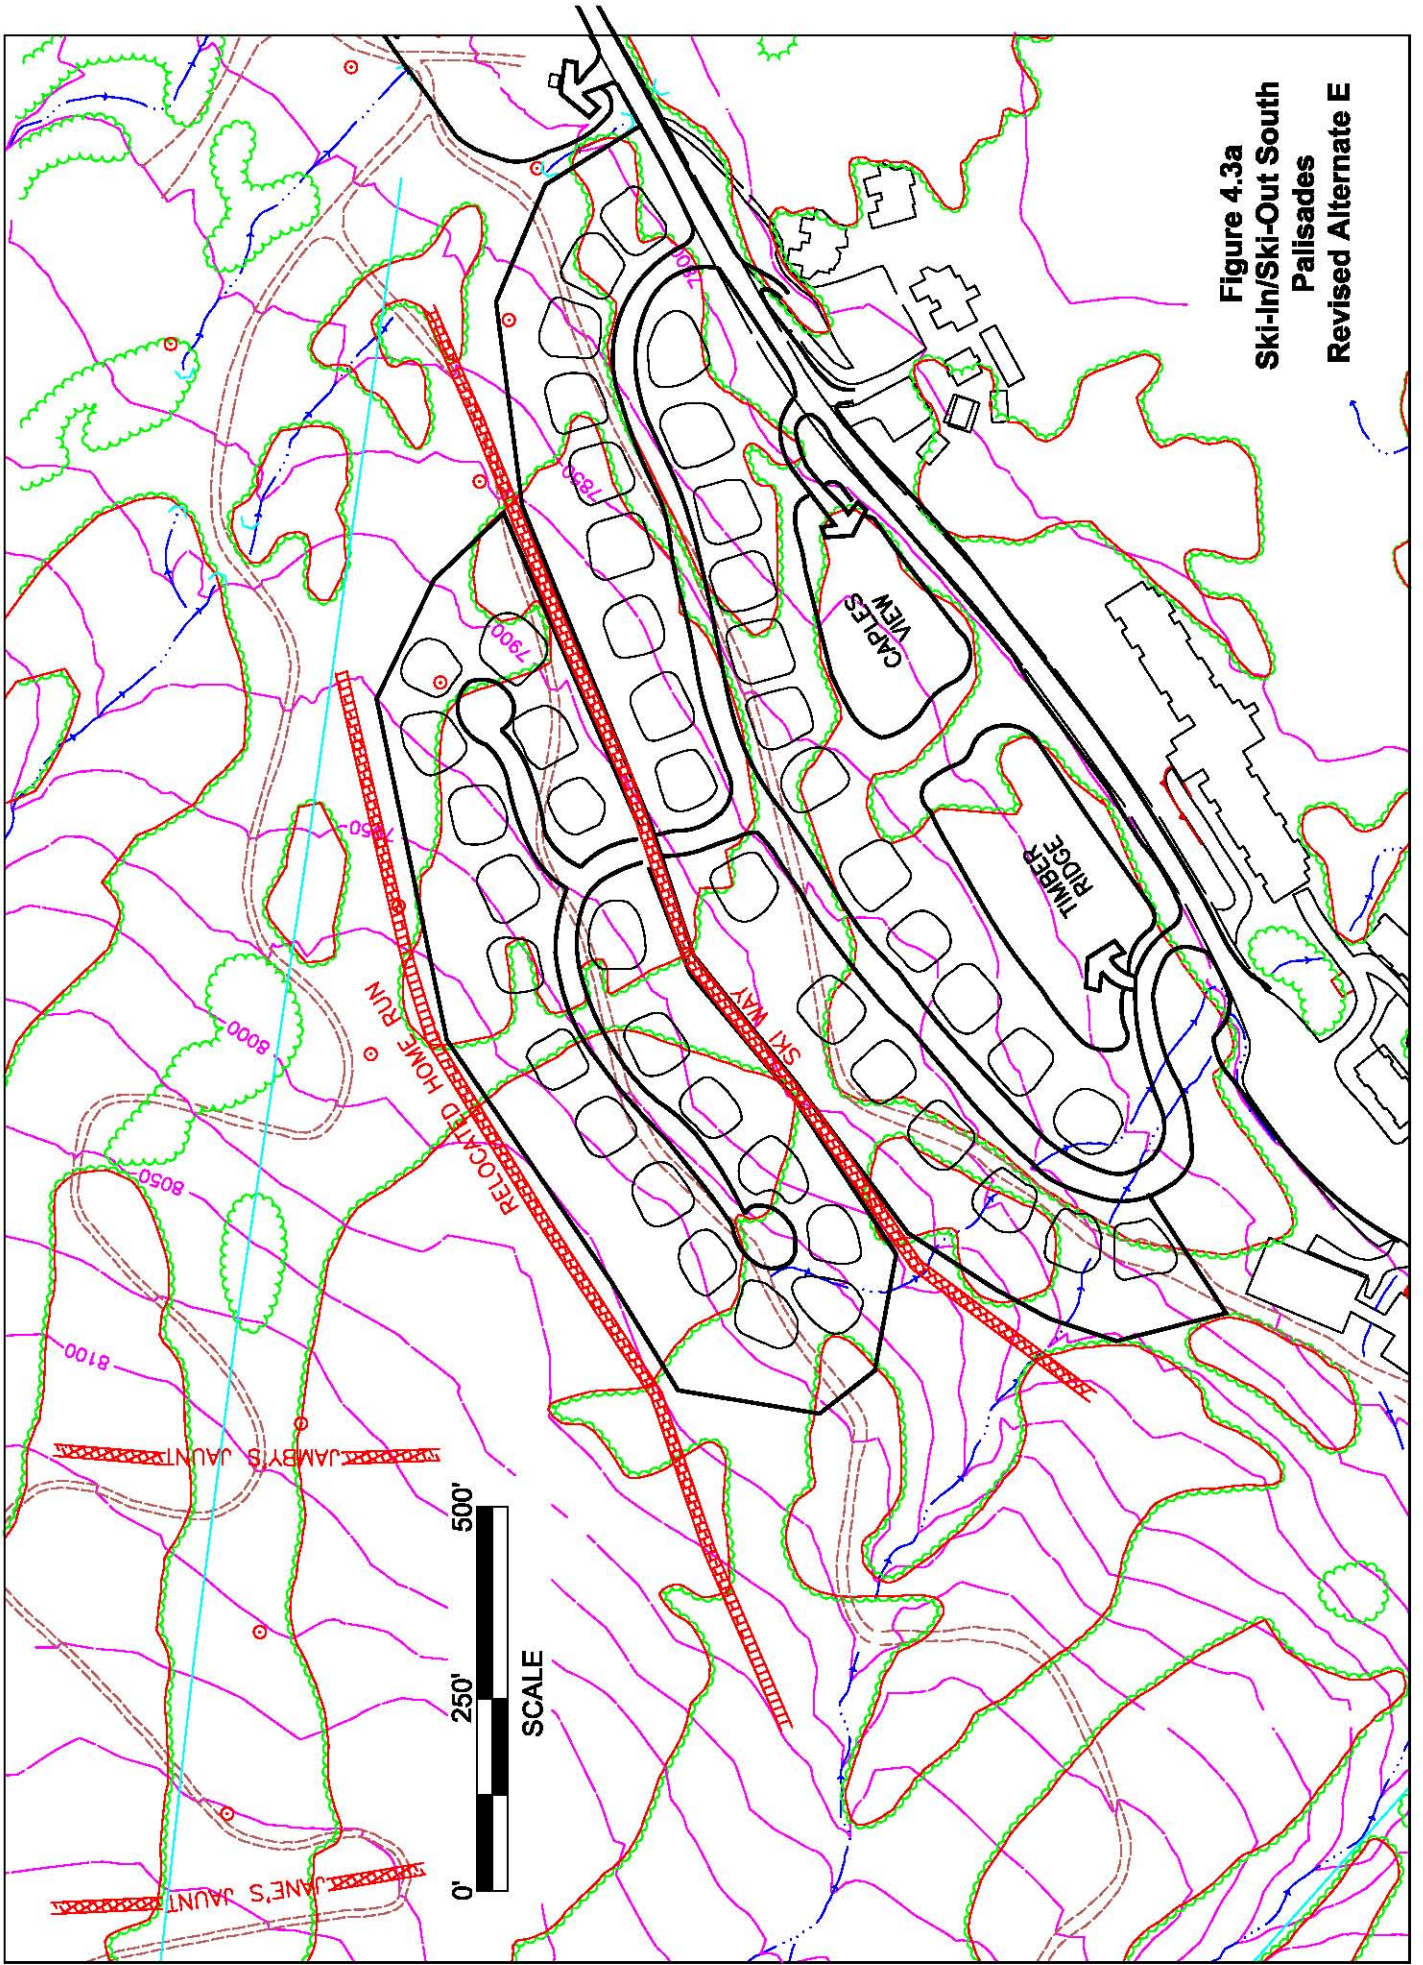 Figure 4.3a
Ski-In/Ski-Out South
Palisades
Revised Alternate E
7800
7850
7900
8000
8050
8100
CAPLES
VIEW
TIMBER
RIDGE
RELOCATED HOME RUN
SKI WAY
JAMBY'S JAUNT
JANE'S JAUNT
0'
250'
500'
SCALE